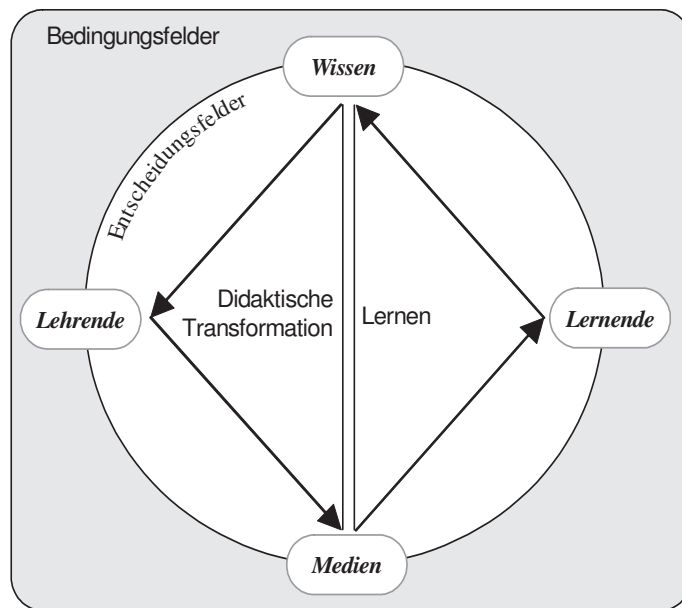 Bedingungsfelder
Wissen
Entscheidungsfelder
Didaktische
Transformation
Lernen
Lehrende
Lernende
Medien